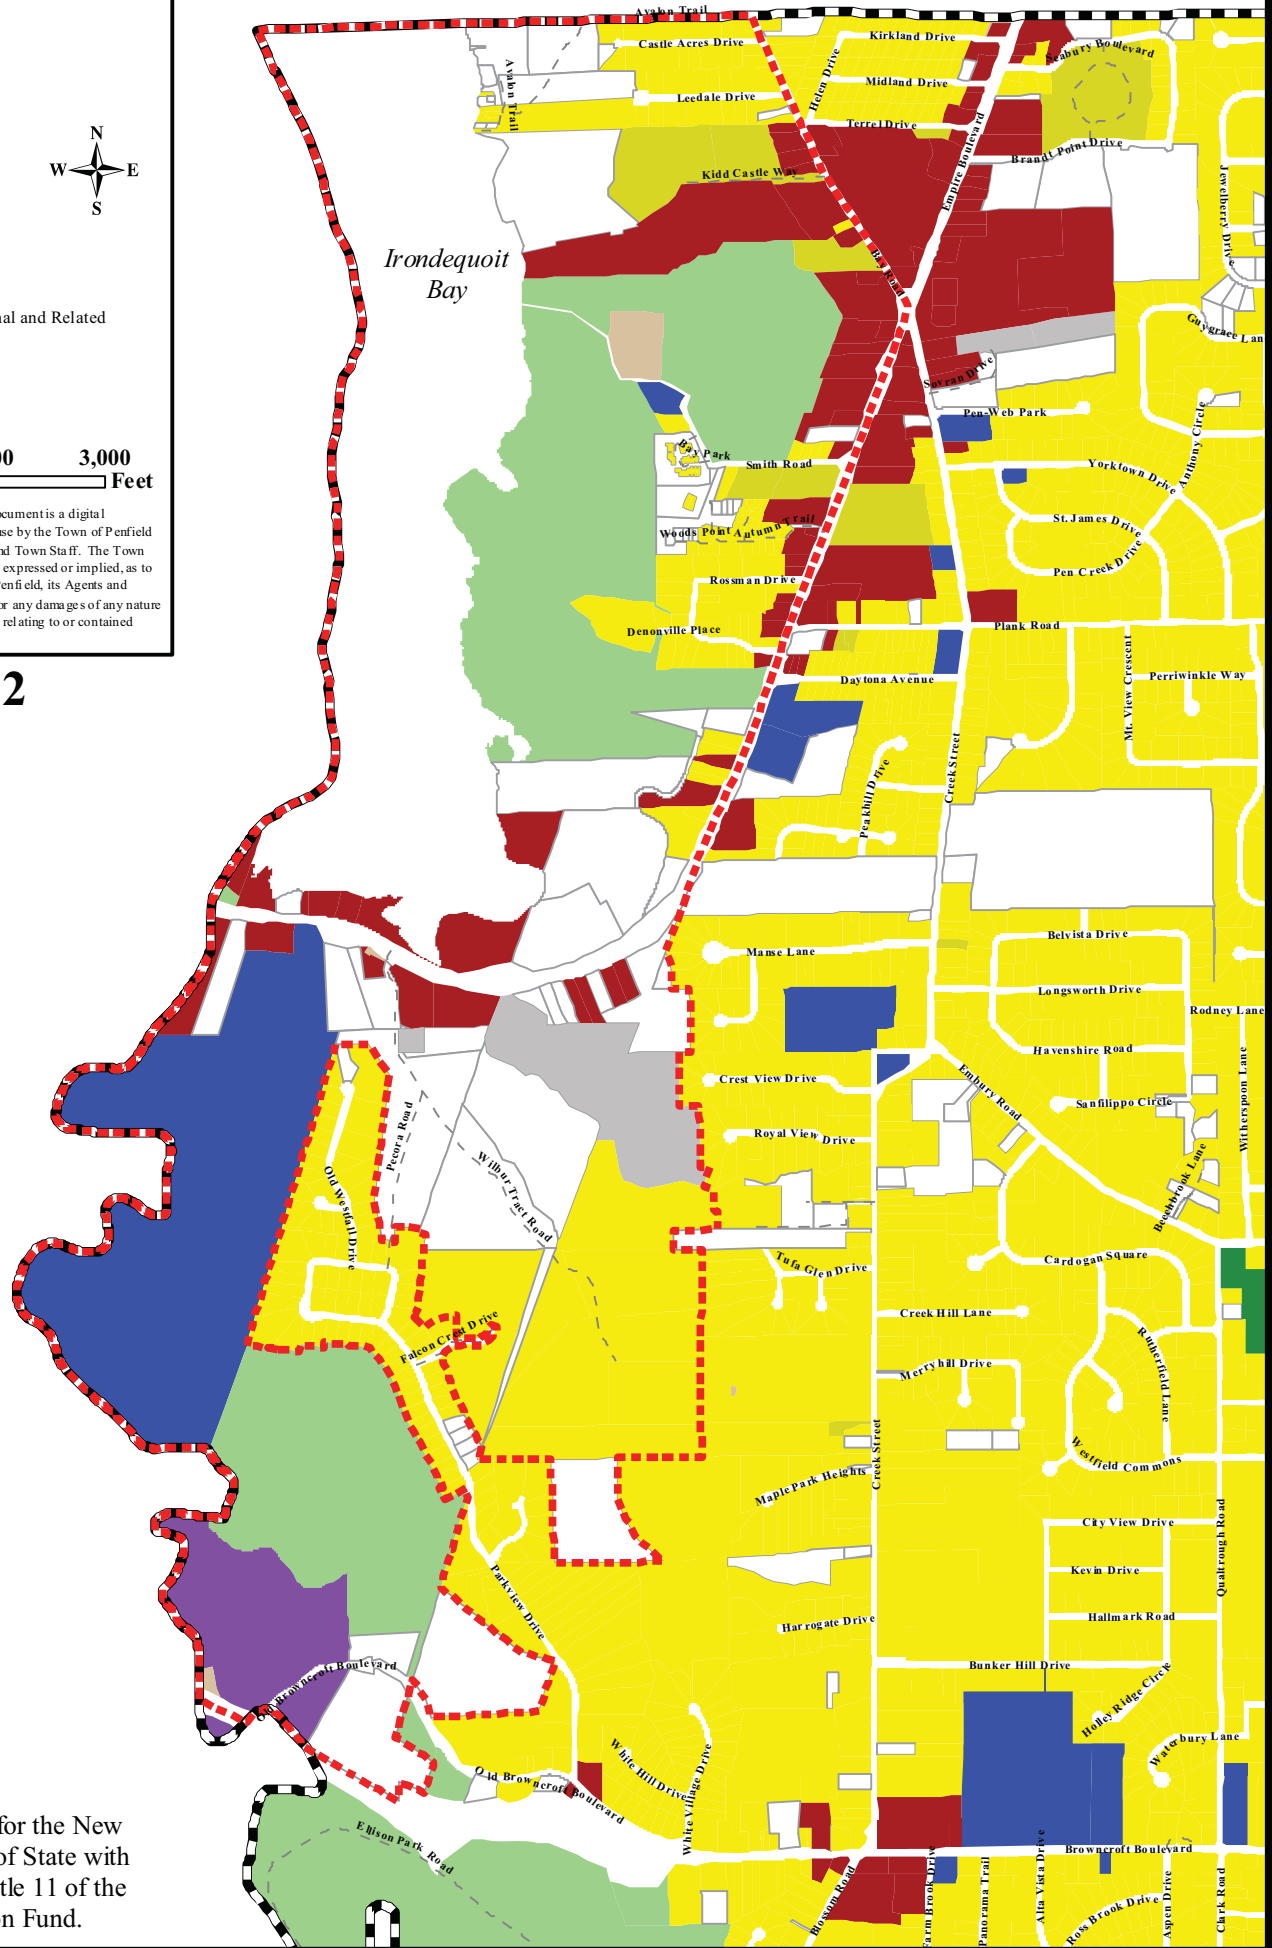 N
W E
S
nal and Related
00 3,000
Feet
ocument is a digital
use by the Town of Penfield
nd Town Staff. The Town
expressed or implied, as to
Penfield, its Agents and
or any damages of any nature
relating to or contained
2
for the New
of State with
tle 11 of the
on Fund.
Irondequoit
Bay
Avalon Trail
Castle Acres Drive
Kirkland Drive
Seabury Boulevard
Avalon Trail
Helen Drive
Midland Drive
Leedale Drive
Terrel Drive
Empire Boulevard
Brandt Point Drive
Kidd Castle Way
Jewelberry Drive
Bay Road
Guygrace Lan
Sovran Drive
Pen-Web Park
Anthony Circle
Bay Park
Smith Road
Yorktown Drive
Woods Point
Autumn Trail
St. James Drive
Rossman Drive
Pen Creek Drive
Denonville Place
Plank Road
Daytona Avenue
Mt. View Crescent
Perriwinkle Way
Peakhill Drive
Creek Street
Manse Lane
Belvista Drive
Longsworth Drive
Rodney Lane
Havenshire Road
Crest View Drive
Embury Road
Sanfilippo Circle
Witherspoon Lane
Pecora Road
Royal View Drive
Old Westfall Drive
Wilbur Tract Road
Beechbrook Lane
Tufa Glen Drive
Cardogan Square
Falcon Crest Drive
Creek Hill Lane
Merryhill Drive
Rutherfield Lane
Creek Street
Westfield Commons
Maple Park Heights
City View Drive
Qualtrough Road
Kevin Drive
Parkview Drive
Harrogate Drive
Hallmark Road
Old Browncroft Boulevard
Bunker Hill Drive
Holley Ridge Circle
Waterbury Lane
White Hill Drive
White Village Drive
Old Browncroft Boulevard
Ellison Park Road
Browncroft Boulevard
Blossom Road
Farm Brook Drive
Panorama Trail
Alta Vista Drive
Ross Brook Drive
Aspen Drive
Clark Road